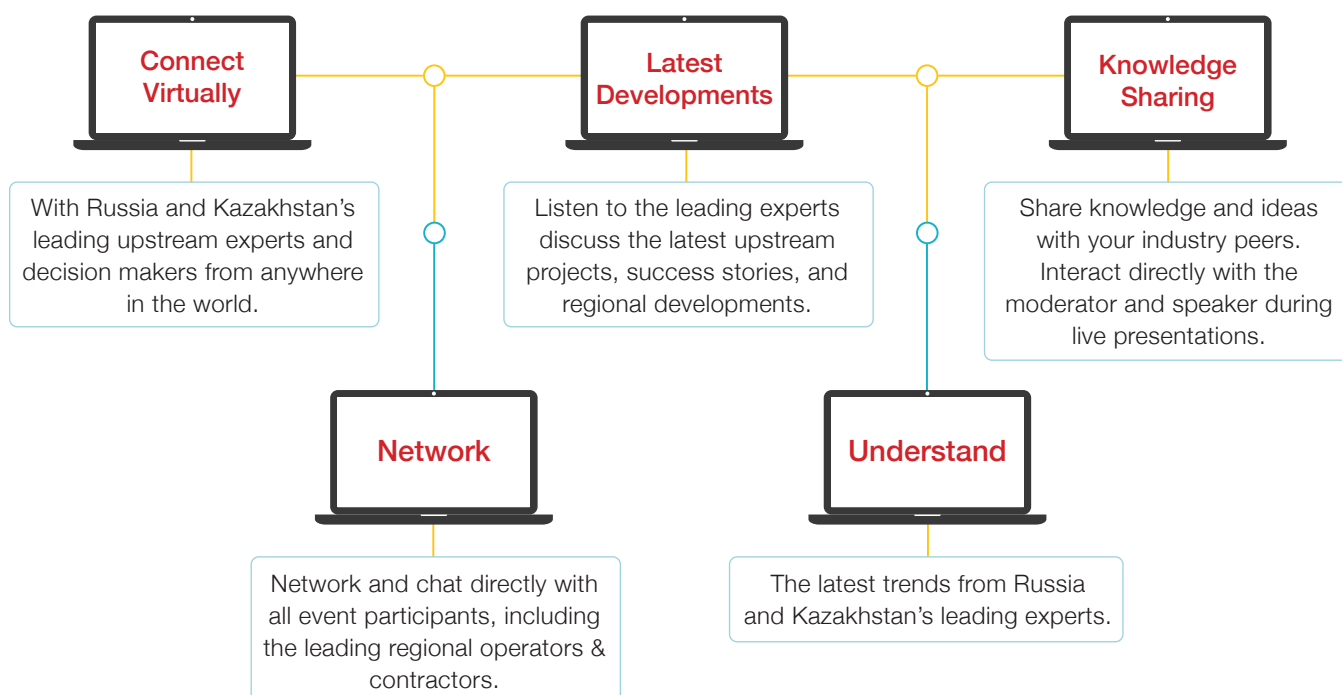 Connect
Virtually
Latest
Developments
Knowledge
Sharing
With Russia and Kazakhstan’s
leading upstream experts and
decision makers from anywhere
in the world.
Listen to the leading experts
discuss the latest upstream
projects, success stories, and
regional developments.
Share knowledge and ideas
with your industry peers.
Interact directly with the
moderator and speaker during
live presentations.
Network
Understand
Network and chat directly with
all event participants, including
the leading regional operators &
contractors.
The latest trends from Russia
and Kazakhstan’s leading experts.